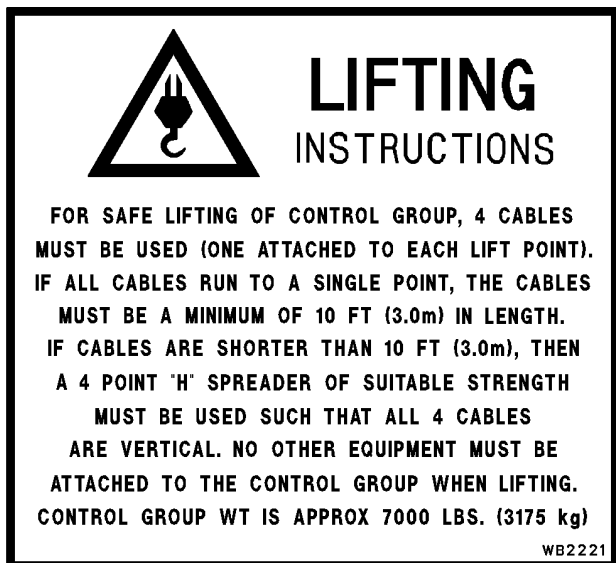 LIFTING
INSTRUCTIONS
FOR SAFE LIFTING OF CONTROL GROUP, 4 CABLES
MUST BE USED (ONE ATTACHED TO EACH LIFT POINT).
IF ALL CABLES RUN TO A SINGLE POINT, THE CABLES
MUST BE A MINIMUM OF 10 FT (3.0m) IN LENGTH.
IF CABLES ARE SHORTER THAN 10 FT (3.0m), THEN
A 4 POINT "H" SPREADER OF SUITABLE STRENGTH
MUST BE USED SUCH THAT ALL 4 CABLES
ARE VERTICAL. NO OTHER EQUIPMENT MUST BE
ATTACHED TO THE CONTROL GROUP WHEN LIFTING.
CONTROL GROUP WT IS APPROX 7000 LBS. (3175 kg)
WB2221